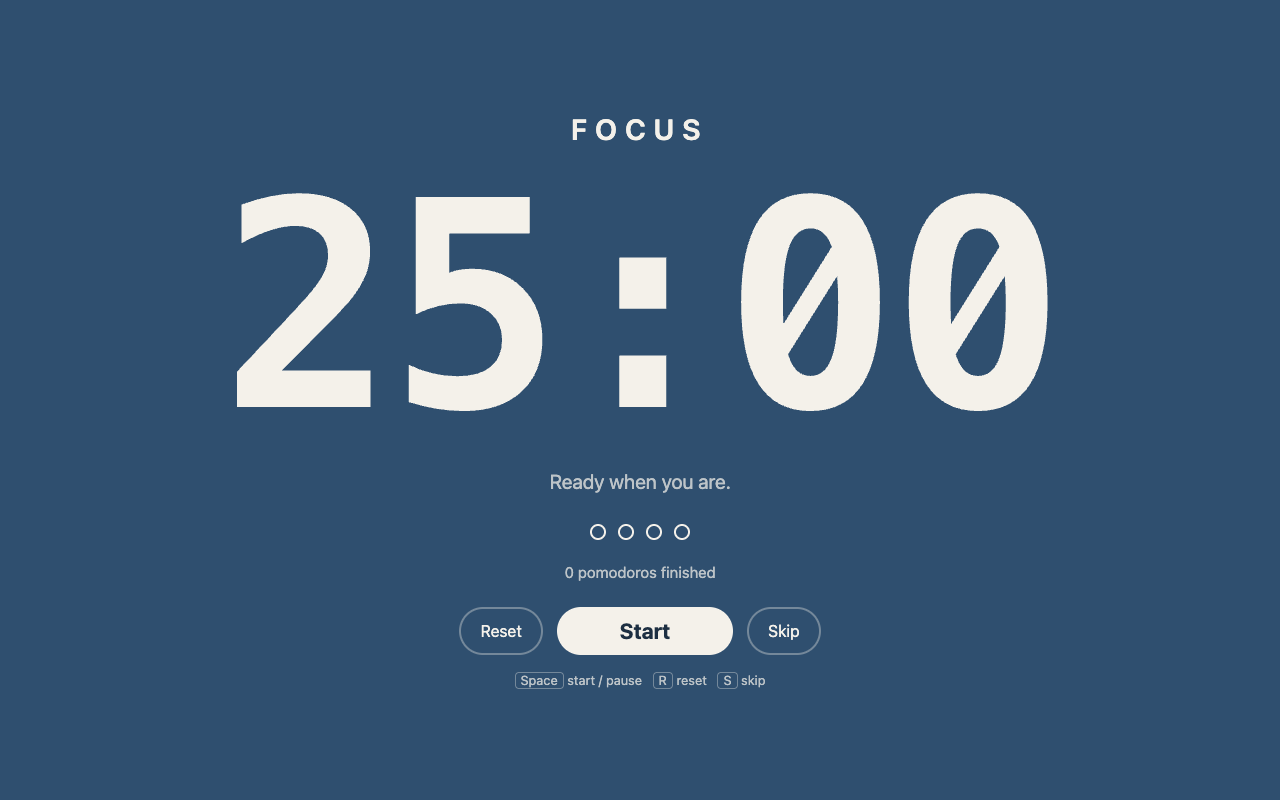 FOCUS
25:00
Ready when you are.
0 pomodoros finished
Reset Start Skip
Space start / pause R reset S skip